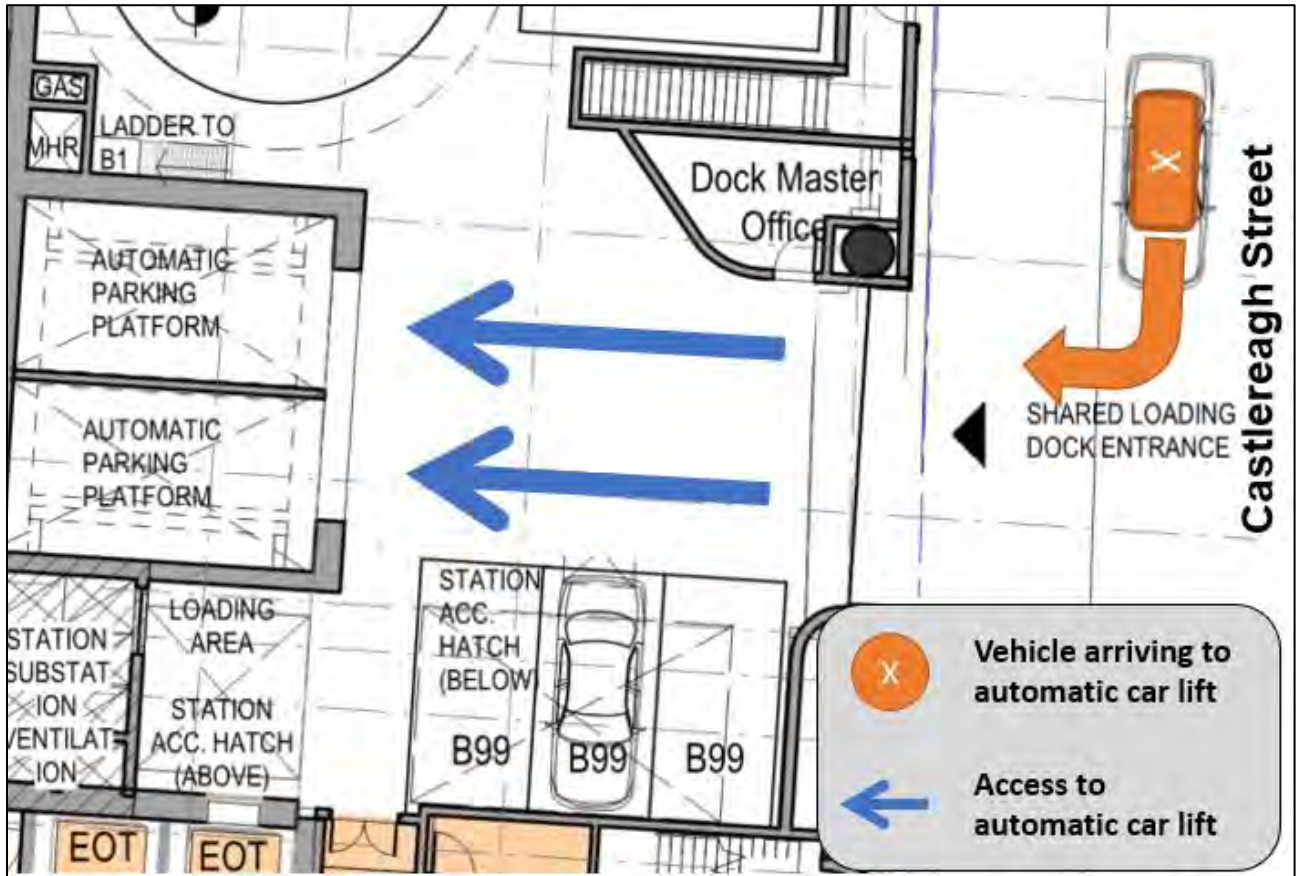 GAS
MHR
LADDER TO
B1
Dock Master
Office
X
Castlereagh Street
AUTOMATIC
PARKING
PLATFORM
AUTOMATIC
PARKING
PLATFORM
SHARED LOADING
DOCK ENTRANCE
STATION
SUBSTAT
ION
VENTILAT
ION
LOADING
AREA
STATION
ACC. HATCH
(ABOVE)
STATION
ACC.
HATCH
(BELOW)
B99
B99
B99
EOT
EOT
X
Vehicle arriving to
automatic car lift
Access to
automatic car lift